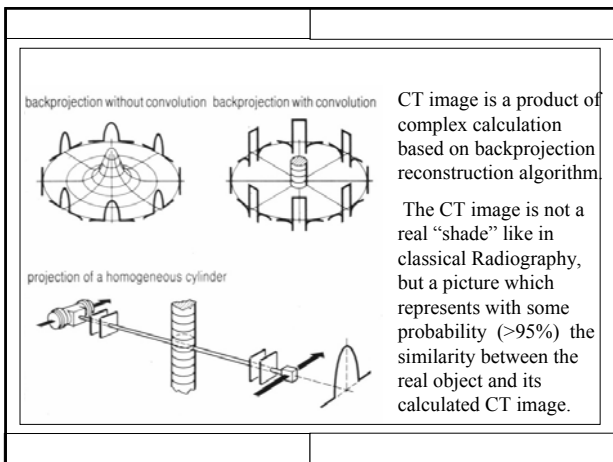 backprojection without convolution backprojection with convolution
projection of a homogeneous cylinder
CT image is a product of
complex calculation
based on backprojection
reconstruction algorithm.
The CT image is not a
real “shade” like in
classical Radiography,
but a picture which
represents with some
probability (>95%) the
similarity between the
real object and its
calculated CT image.